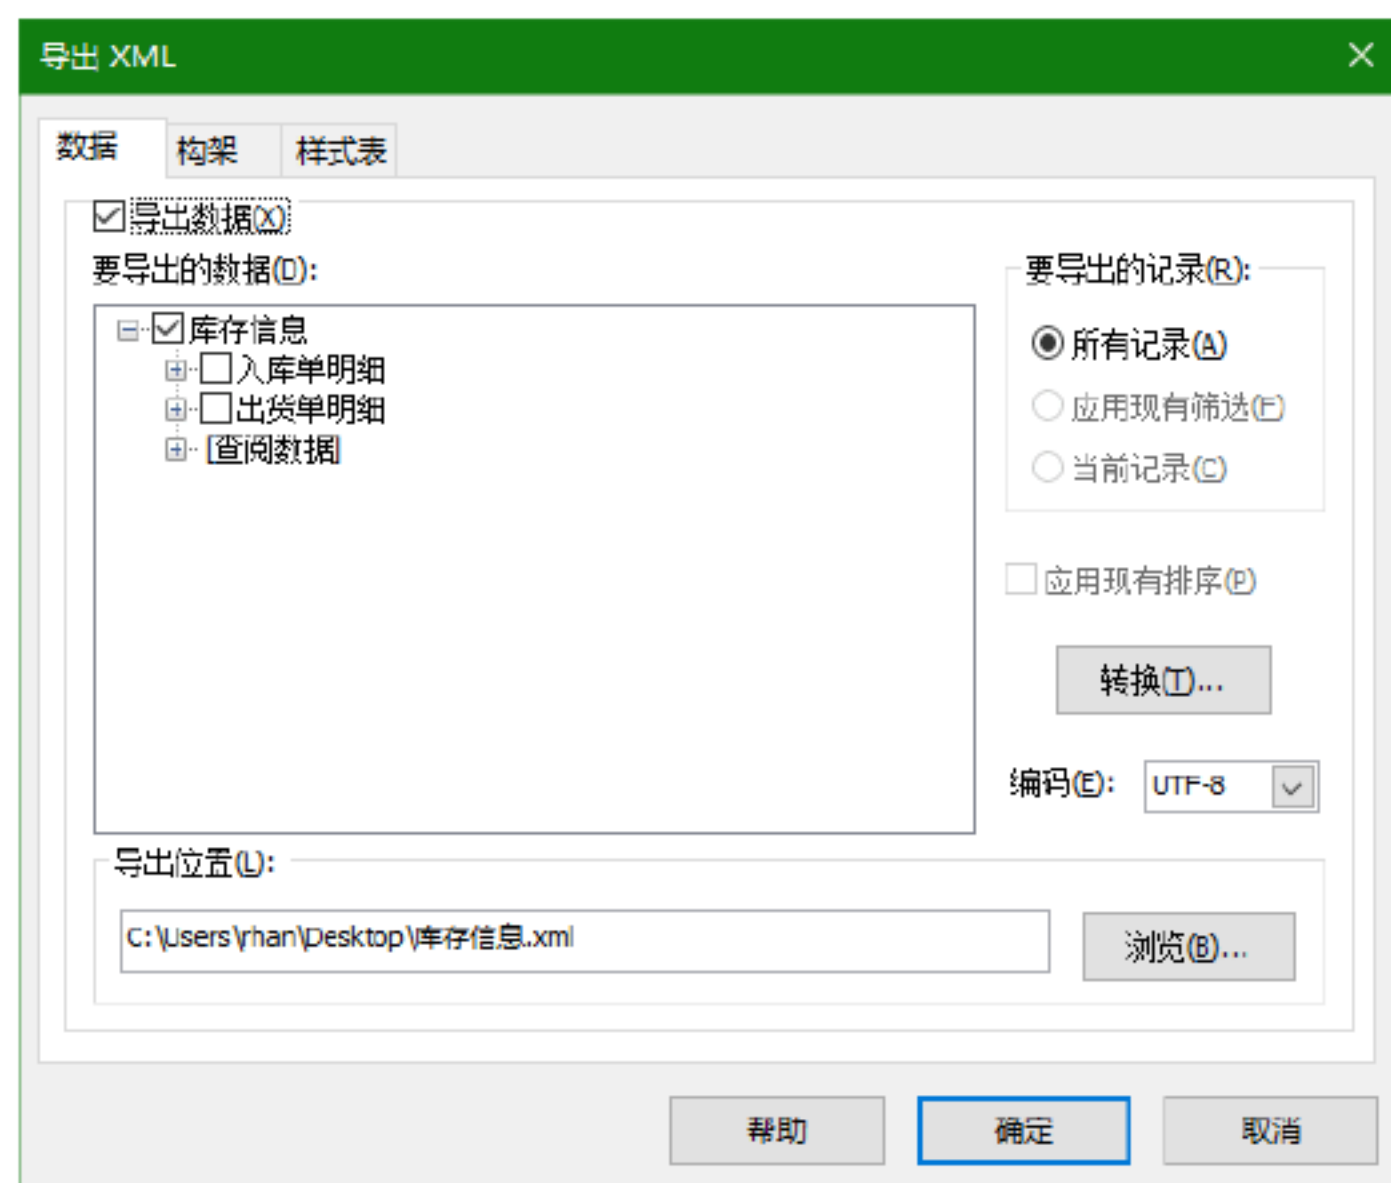 导出 XML
数据
构架
样式表
导出数据(X)
要导出的数据(D):
库存信息
入库单明细
出货单明细
[查阅数据]
要导出的记录(R):
所有记录(A)
应用现有筛选(F)
当前记录(C)
应用现有排序(P)
转换(T)...
编码(E):
UTF-8
导出位置(L):
C:\Users\rhan\Desktop\库存信息.xml
浏览(B)...
帮助
确定
取消